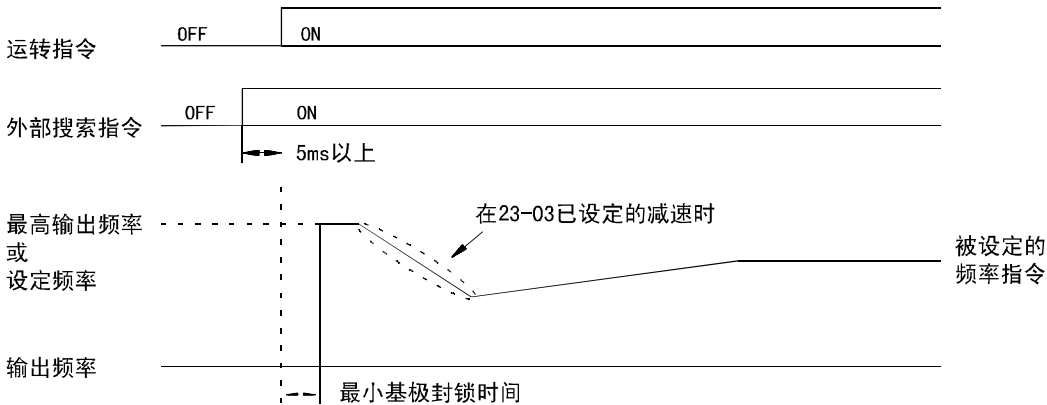 运转指令
OFF
ON
外部搜索指令
OFF
ON
5ms以上
最高输出频率
或
设定频率
在23-03已设定的减速时
被设定的
频率指令
输出频率
最小基极封锁时间